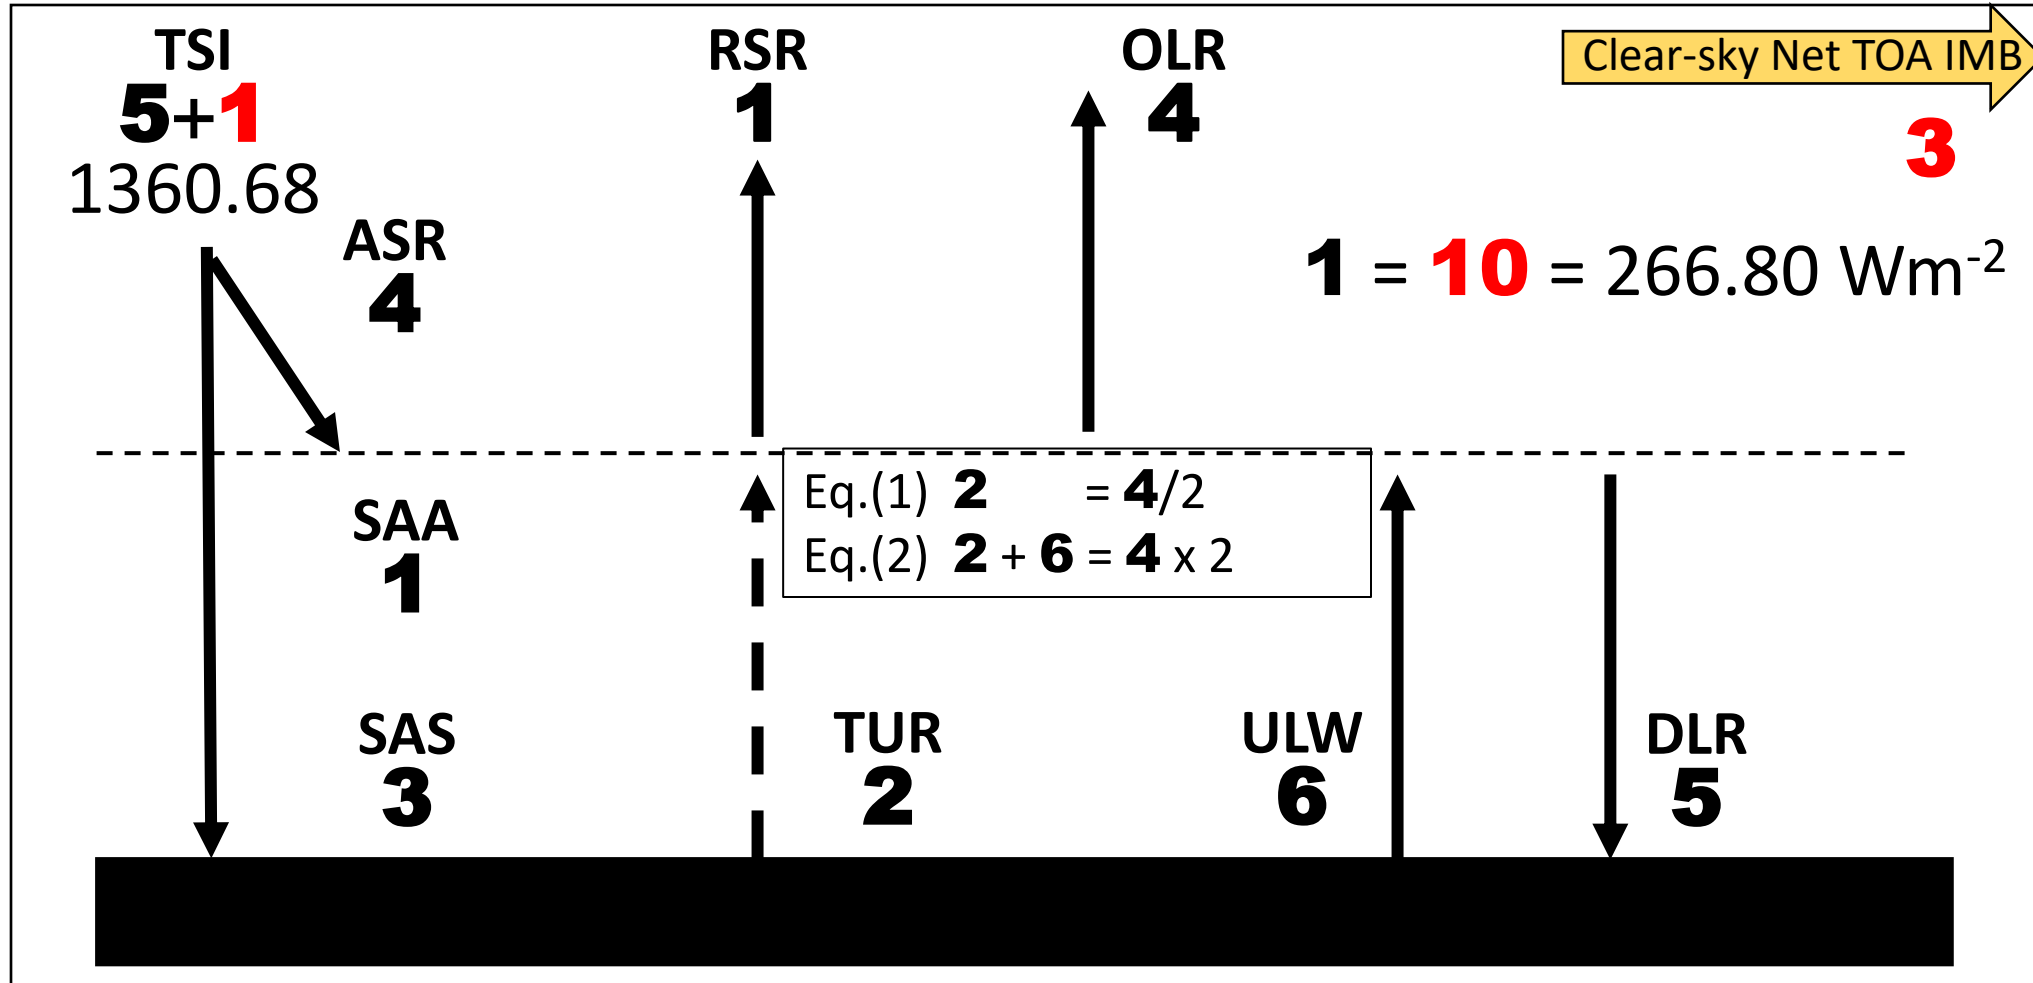 TSI
5+1
1360.68
RSR
1
OLR
4
Clear-sky Net TOA IMB
3
ASR
4
1 = 10 = 266.80 Wm⁻²
Eq.(1) 2 = 4/2
Eq.(2) 2 + 6 = 4 x 2
SAA
1
SAS
3
TUR
2
ULW
6
DLR
5